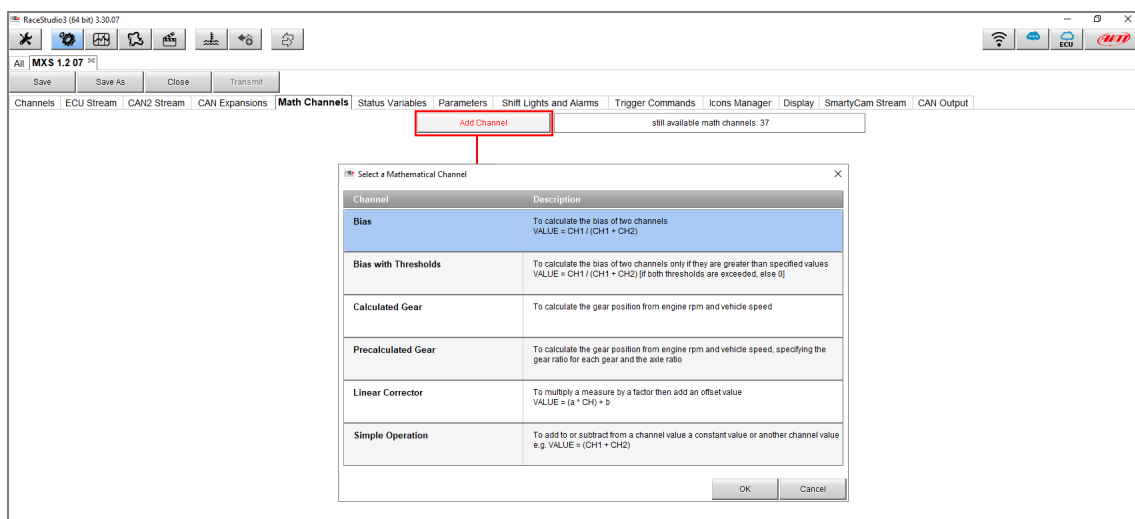 RaceStudio3 (64 bit) 3.30.07
ECU
AiM
All MXS 1.2 07
Save Save As Close Transmit
Channels ECU Stream CAN2 Stream CAN Expansions Math Channels Status Variables Parameters Shift Lights and Alarms Trigger Commands Icons Manager Display SmartyCam Stream CAN Output
Add Channel still available math channels: 37
Select a Mathematical Channel
Channel Description
Bias To calculate the bias of two channels
VALUE = CH1 / (CH1 + CH2)
Bias with Thresholds To calculate the bias of two channels only if they are greater than specified values
VALUE = CH1 / (CH1 + CH2) [if both thresholds are exceeded, else 0]
Calculated Gear To calculate the gear position from engine rpm and vehicle speed
Precalculated Gear To calculate the gear position from engine rpm and vehicle speed, specifying the
gear ratio for each gear and the axle ratio
Linear Corrector To multiply a measure by a factor then add an offset value
VALUE = (a * CH) + b
Simple Operation To add to or subtract from a channel value a constant value or another channel value
e.g. VALUE = (CH1 + CH2)
OK Cancel